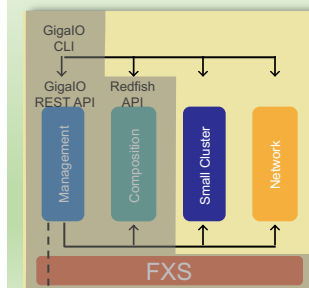 GigaIO
CLI
GigaIO
REST API
Redfish
API
Management
Composition
Small Cluster
Network
FXS